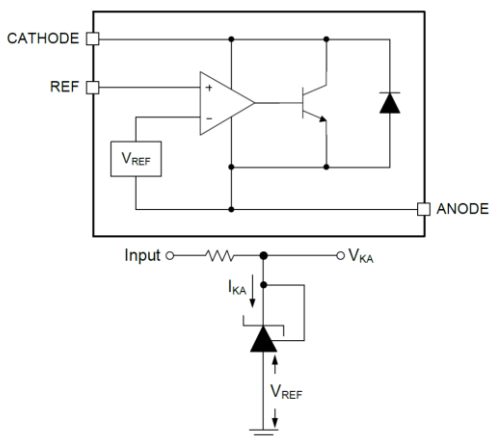 CATHODE
REF
+
−
VREF
ANODE
Input
VKA
IKA
VREF